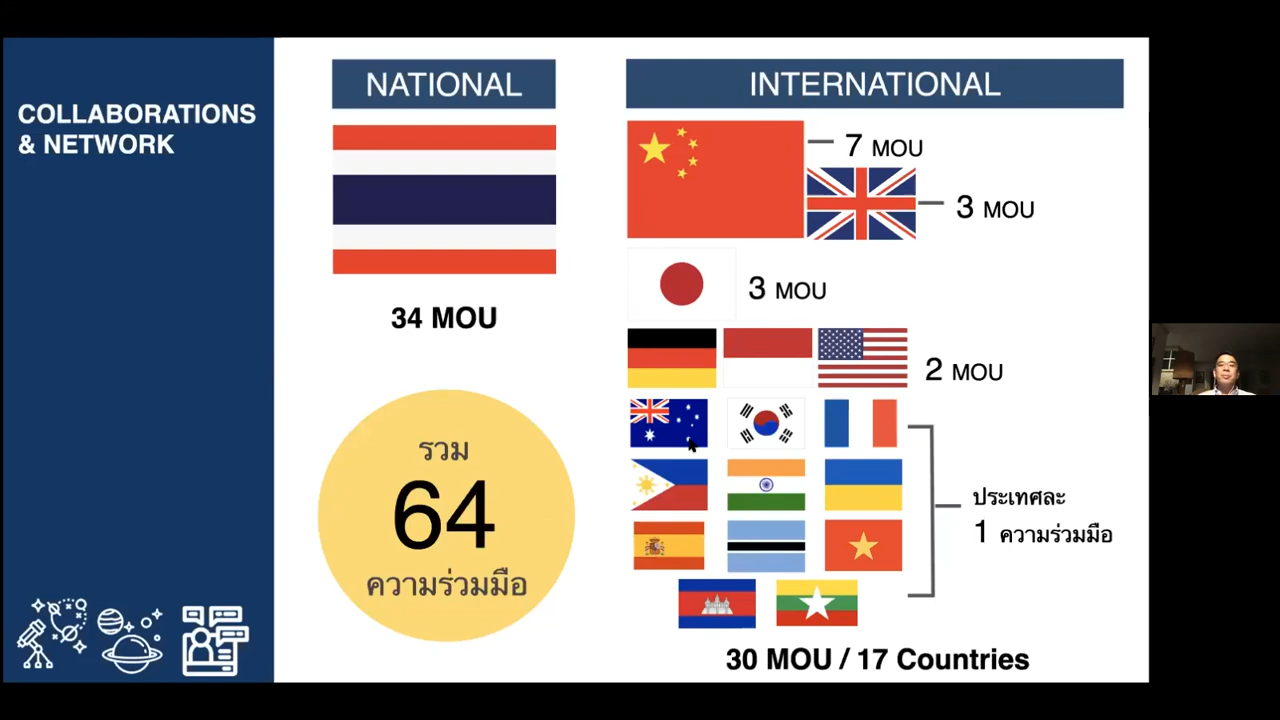 COLLABORATIONS
& NETWORK
NATIONAL
34 MOU
รวม
64
ความร่วมมือ
INTERNATIONAL
7 MOU
3 MOU
3 MOU
2 MOU
ประเทศละ
1 ความร่วมมือ
30 MOU / 17 Countries